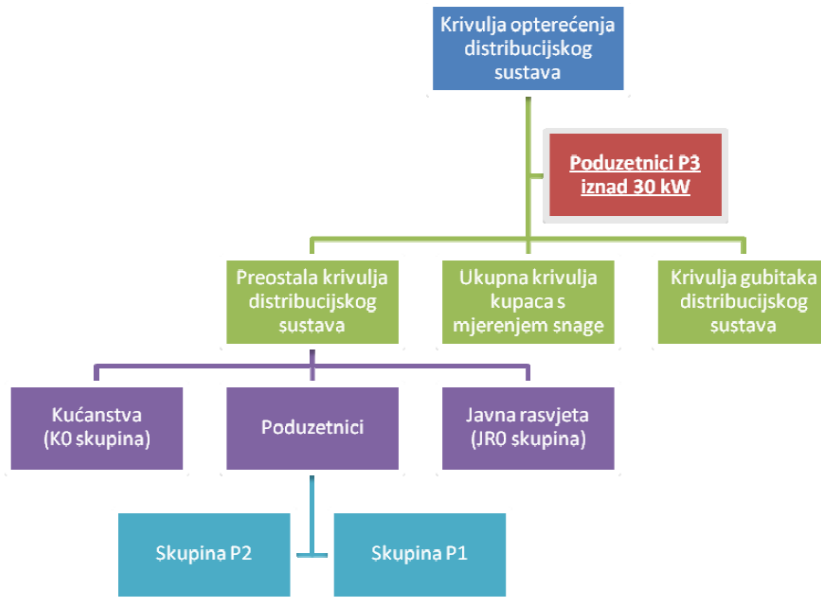 Krivulja opterećenja
distribucijskog
sustava
Poduzetnici P3
iznad 30 kW
Preostala krivulja
distribucijskog
sustava
Ukupna krivulja
kupaca s
mjerenjem snage
Krivulja gubitaka
distribucijskog
sustava
Kućanstva
(K0 skupina)
Poduzetnici
Javna rasvjeta
(JR0 skupina)
Skupina P2
Skupina P1